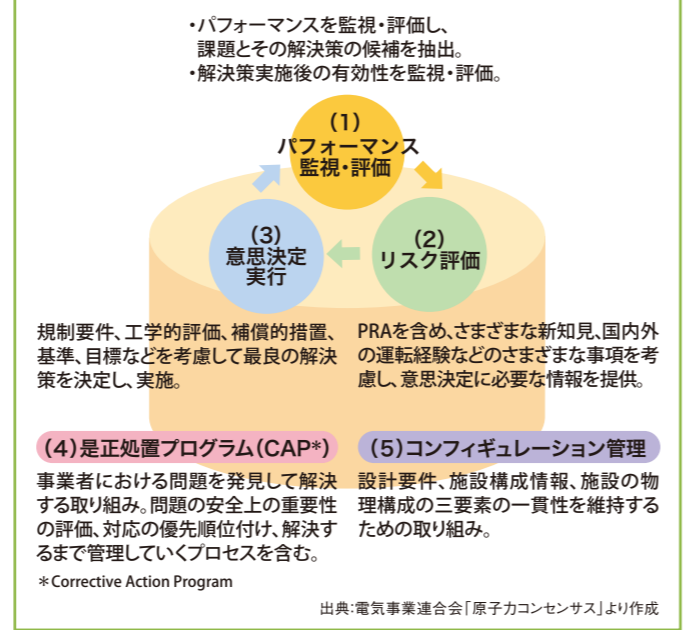 ・パフォーマンスを監視・評価し、
課題とその解決策の候補を抽出。
・解決策実施後の有効性を監視・評価。
(1)
パフォーマンス
監視・評価
(2)
リスク評価
(3)
意思決定
実行
規制要件、工学的評価、補償的措置、
基準、目標などを考慮して最良の解決
策を決定し、実施。
PRAを含め、さまざまな新知見、国内外
の運転経験などのさまざまな事項を考
慮し、意思決定に必要な情報を提供。
(4)是正処置プログラム(CAP*)
事業者における問題を発見して解決
する取り組み。問題の安全上の重要性
の評価、対応の優先順位付け、解決す
るまで管理していくプロセスを含む。
*Corrective Action Program
(5)コンフィギュレーション管理
設計要件、施設構成情報、施設の物
理構成の三要素の一貫性を維持する
ための取り組み。
出典:電気事業連合会「原子力コンセンサス」より作成